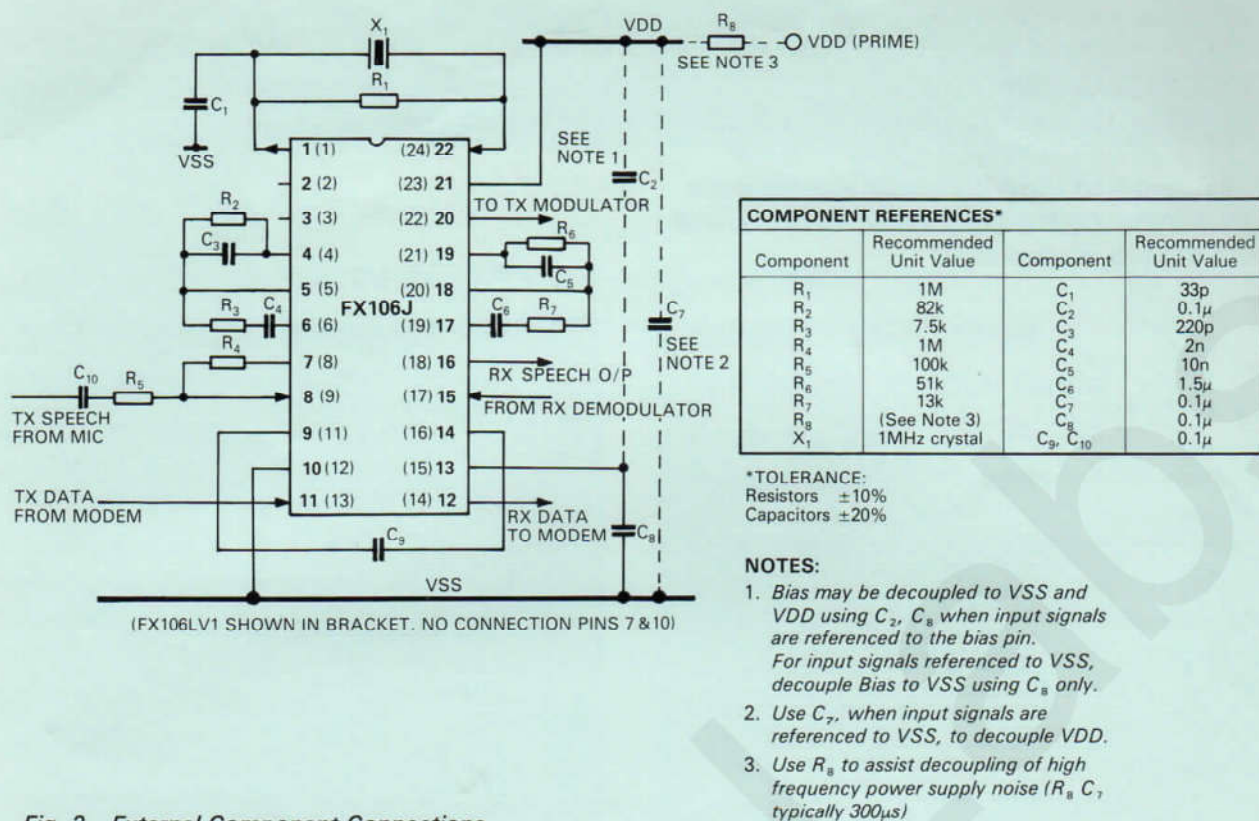 X₁
VDD
R₈
VDD (PRIME)
SEE NOTE 3
R₁
C₁
VSS
SEE
NOTE 1
C₂
1 (1)
(24) 22
2 (2)
(23) 21
TO TX MODULATOR
R₂
3 (3)
(22) 20
R₆
C₃
4 (4)
(21) 19
C₅
5 (5)
(20) 18
FX106J
R₃
C₄
6 (6)
(19) 17
C₆
R₇
C₇
SEE
NOTE 2
R₄
7 (8)
(18) 16
RX SPEECH O/P
C₁₀
R₅
8 (9)
(17) 15
FROM RX DEMODULATOR
TX SPEECH
FROM MIC
9 (11)
(16) 14
10 (12)
(15) 13
TX DATA
FROM MODEM
11 (13)
(14) 12
RX DATA
TO MODEM
C₈
C₉
VSS
(FX106LV1 SHOWN IN BRACKET. NO CONNECTION PINS 7 & 10)
COMPONENT REFERENCES*
Component Recommended Unit Value Component Recommended Unit Value
R₁ 1M C₁ 33p
R₂ 82k C₂ 0.1μ
R₃ 7.5k C₃ 220p
R₄ 1M C₄ 2n
R₅ 100k C₅ 10n
R₆ 51k C₆ 1.5μ
R₇ 13k C₇ 0.1μ
R₈ (See Note 3) C₈ 0.1μ
X₁ 1MHz crystal C₉, C₁₀ 0.1μ
*TOLERANCE:
Resistors ±10%
Capacitors ±20%
NOTES:
1. Bias may be decoupled to VSS and
VDD using C₂, C₈ when input signals
are referenced to the bias pin.
For input signals referenced to VSS,
decouple Bias to VSS using C₈ only.
2. Use C₇, when input signals are
referenced to VSS, to decouple VDD.
3. Use R₈ to assist decoupling of high
frequency power supply noise (R₈ C₇
typically 300μs)
External Component Connections